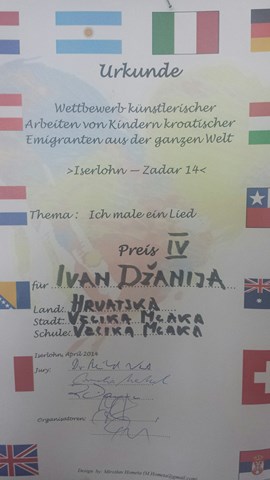 Urkunde
Wettbewerb künstlerischer
Arbeiten von Kindern kroatischer
Emigranten aus der ganzen Welt
>Iserlohn – Zadar 14<
Thema : Ich male ein Lied
Preis IV
für IVAN DŽANIJA
Land: HRVATSKA
Stadt: VELIKA MLAKA
Schule: VELIKA MLAKA
Iserlohn, April 2014
Jury:
Organisatoren:
Design by: